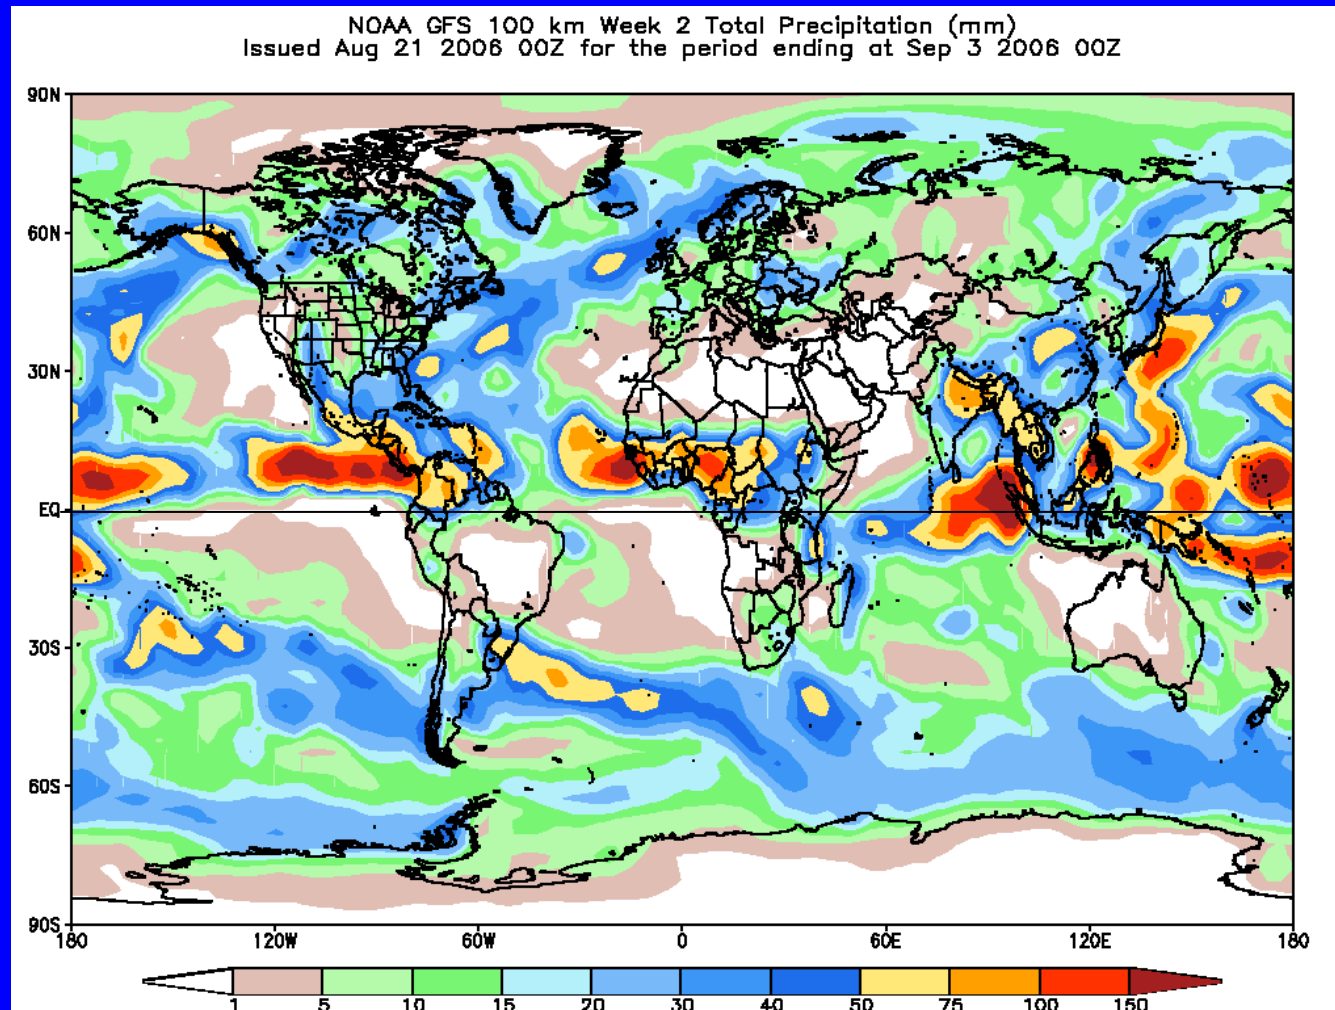 NOAA GFS 100 km Week 2 Total Precipitation (mm)
Issued Aug 21 2006 00Z for the period ending at Sep 3 2006 00Z
90N
60N
30N
EQ
30S
60S
90S
180 120W 60W 0 60E 120E 180
1 5 10 15 20 30 40 50 75 100 150